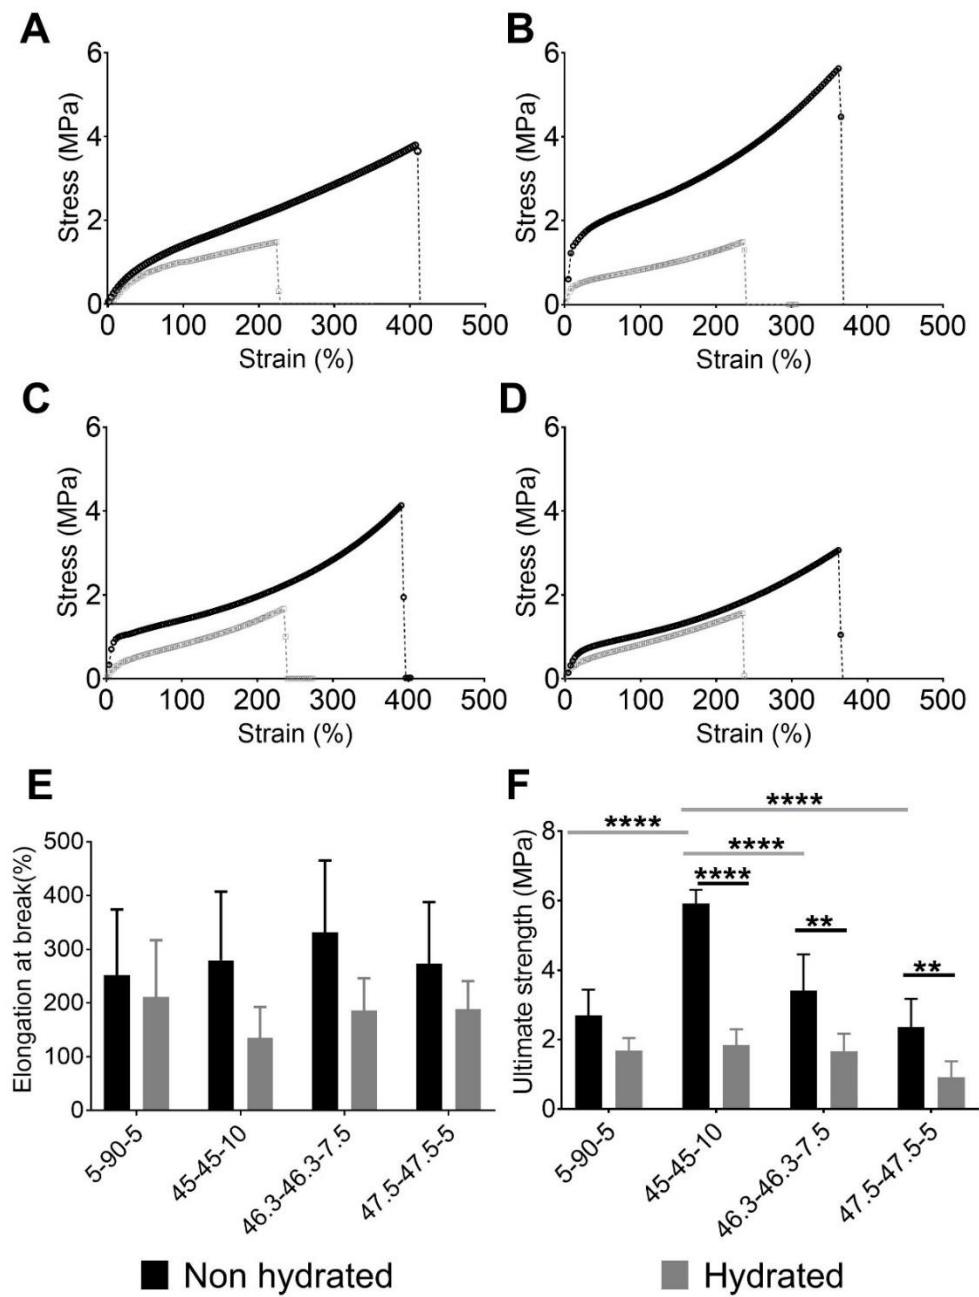 A
B
6
4
2
0
Stress (MPa)
0 100 200 300 400 500
Strain (%)
6
4
2
0
Stress (MPa)
0 100 200 300 400 500
Strain (%)
C
D
6
4
2
0
Stress (MPa)
0 100 200 300 400 500
Strain (%)
6
4
2
0
Stress (MPa)
0 100 200 300 400 500
Strain (%)
E
500
400
300
200
100
0
Elongation at break(%)
5-90-5
45-45-10
46.3-46.3-7.5
47.5-47.5-5
F
8
6
4
2
0
Ultimate strength (MPa)
****
****
****
****
**
**
5-90-5
45-45-10
46.3-46.3-7.5
47.5-47.5-5
Non hydrated
Hydrated